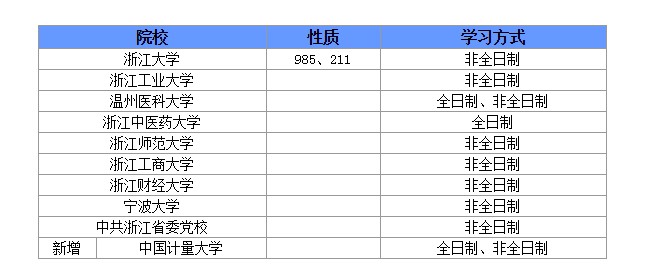 院校 性质 学习方式
浙江大学 985、211 非全日制
浙江工业大学 非全日制
温州医科大学 全日制、非全日制
浙江中医药大学 全日制
浙江师范大学 非全日制
浙江工商大学 非全日制
浙江财经大学 非全日制
宁波大学 非全日制
中共浙江省委党校 非全日制
新增 中国计量大学 全日制、非全日制